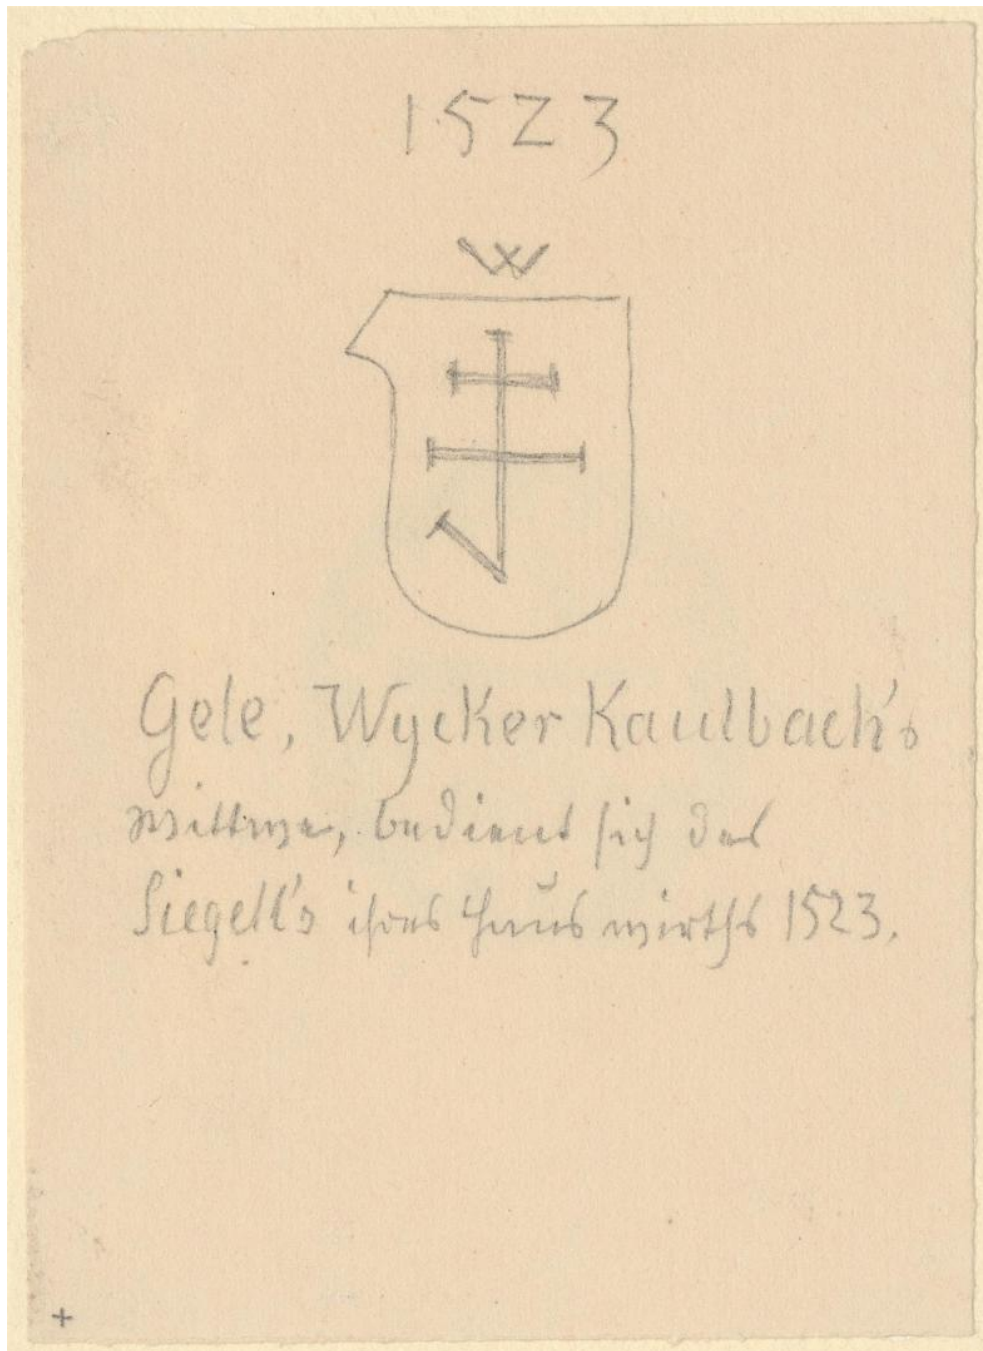 1523
W
Gele, Wycker Kaulbach's
Wittwe, bedient sich des
Siegell's ihres Hauswirths 1523.